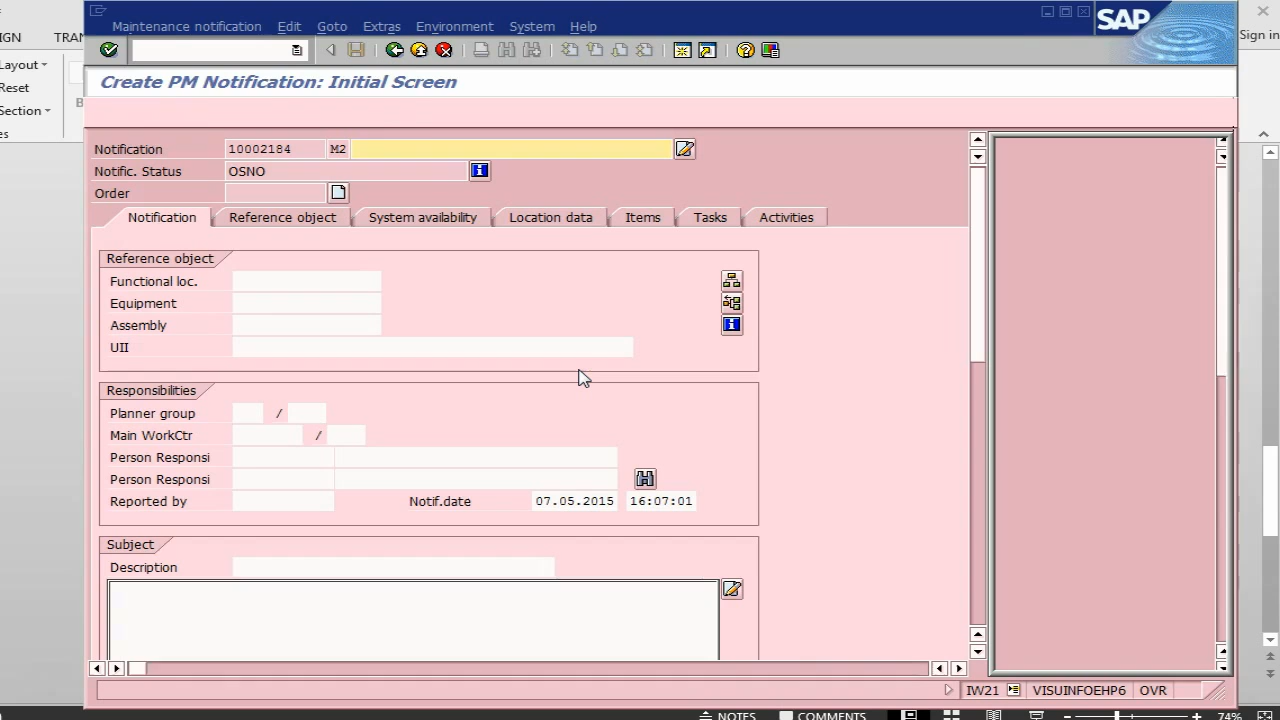 IGN
TRAN
Sign in
Layout
Reset
Section
es
B
Maintenance notification Edit Goto Extras Environment System Help
SAP
Create PM Notification: Initial Screen
Notification 10002184 M2
Notific. Status OSNO
Order
Notification Reference object System availability Location data Items Tasks Activities
Reference object
Functional loc.
Equipment
Assembly
UII
Responsibilities
Planner group /
Main WorkCtr /
Person Responsi
Person Responsi
Reported by Notif.date 07.05.2015 16:07:01
Subject
Description
IW21 VISUINFOEHP6 OVR
NOTES COMMENTS 74%